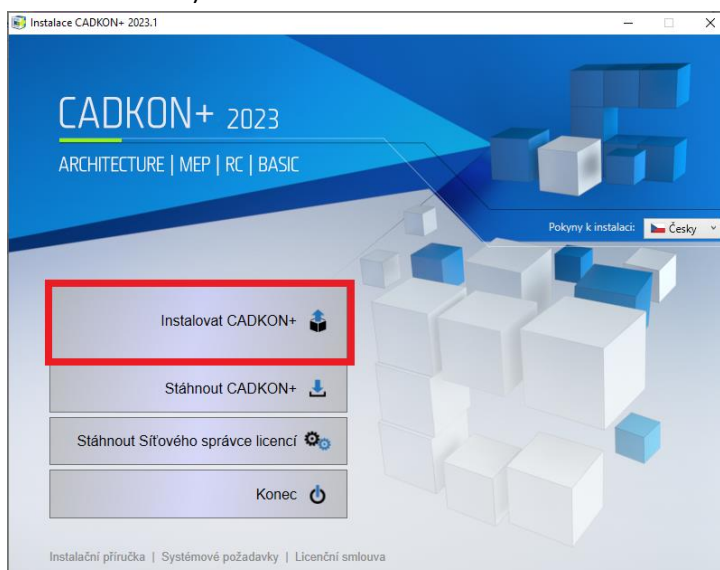 Instalace CADKON+ 2023.1
CADKON+ 2023
ARCHITECTURE | MEP | RC | BASIC
Pokyny k instalaci: Česky
Instalovat CADKON+
Stáhnout CADKON+
Stáhnout Síťového správce licencí
Konec
Instalační příručka | Systémové požadavky | Licenční smlouva